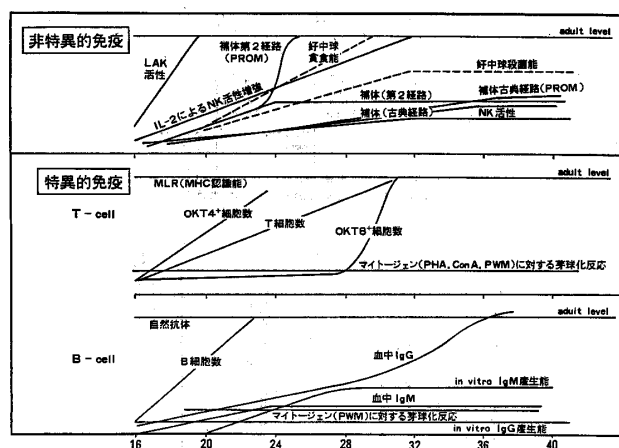 非特異的免疫
adult level
LAK
活性
補体第2経路
(PROM)
好中球
貪食能
IL-2によるNK活性増強
好中球殺菌能
補体古典経路(PROM)
補体(第2経路)
補体(古典経路)
NK活性
特異的免疫
MLR(MHC認識能)
adult level
T-cell
OKT4+細胞数
T細胞数
OKT8+細胞数
マイトージェン(PHA, ConA, PWM)に対する芽球化反応
adult level
自然抗体
B-cell
B細胞数
血中IgG
in vitro IgM産生能
血中IgM
マイトージェン(PWM)に対する芽球化反応
in vitro IgG産生能
16 20 24 28 32 36 40